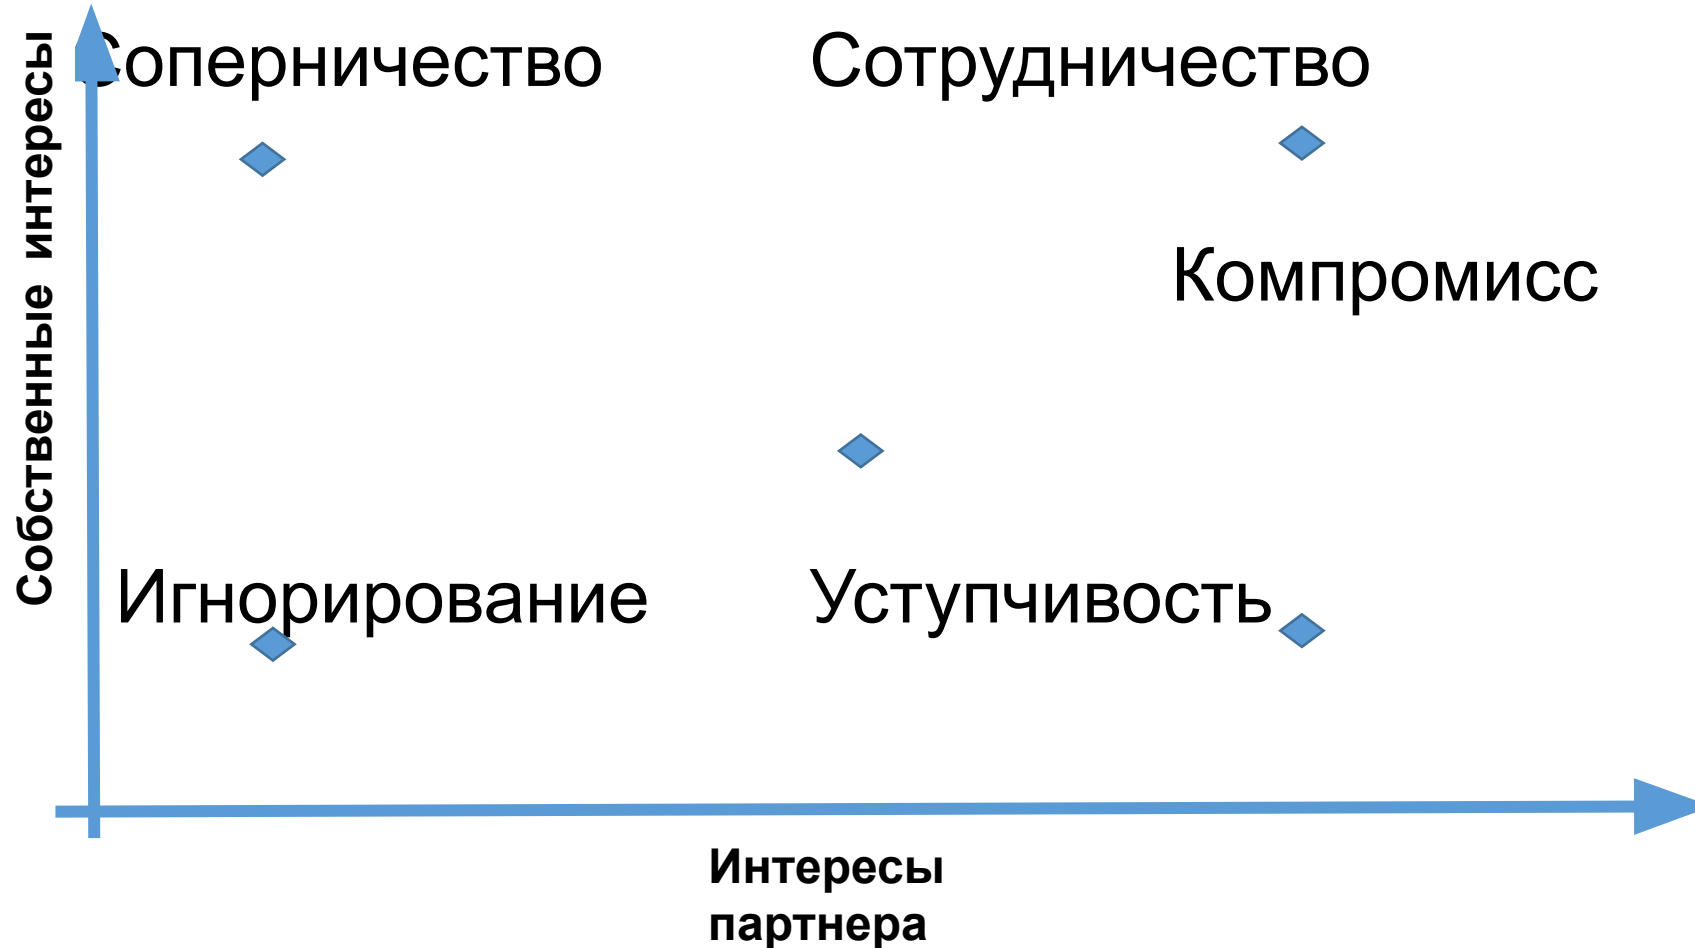 Собственные интересы
Соперничество
Сотрудничество
Компромисс
Игнорирование
Уступчивость
Интересы
партнера